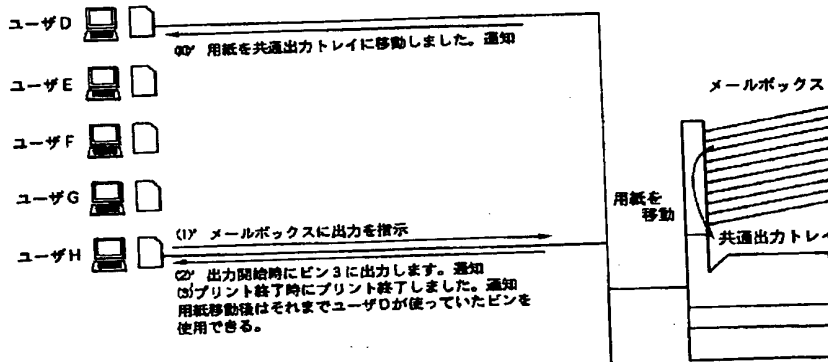 ユーザD
(4)' 用紙を共通出力トレイに移動しました。通知
ユーザE
メールボックス
ユーザF
ユーザG
用紙を
移動
(1)' メールボックスに出力を指示
共通出力トレイ
ユーザH
(2)' 出力開始時にビン3に出力します。通知
(3)'プリント終了時にプリント終了しました。通知
用紙移動後はそれまでユーザDが使っていたビンを
使用できる。